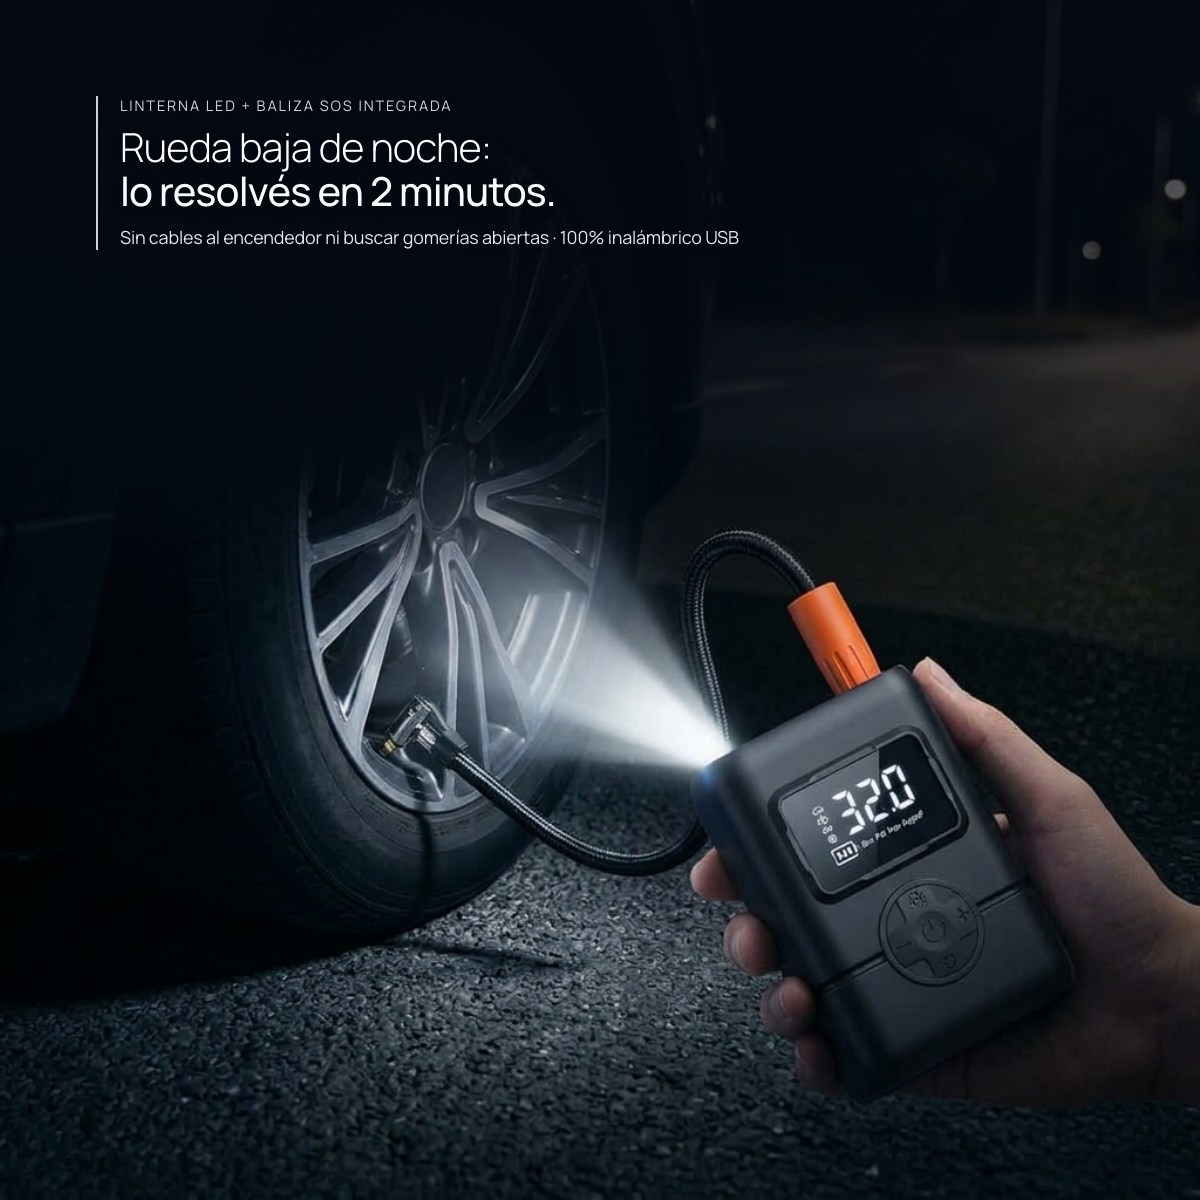 LINTERNA LED + BALIZA SOS INTEGRADA
Rueda baja de noche:
lo resolvés en 2 minutos.
Sin cables al encendedor ni buscar gomerías abiertas · 100% inalámbrico USB
32.0